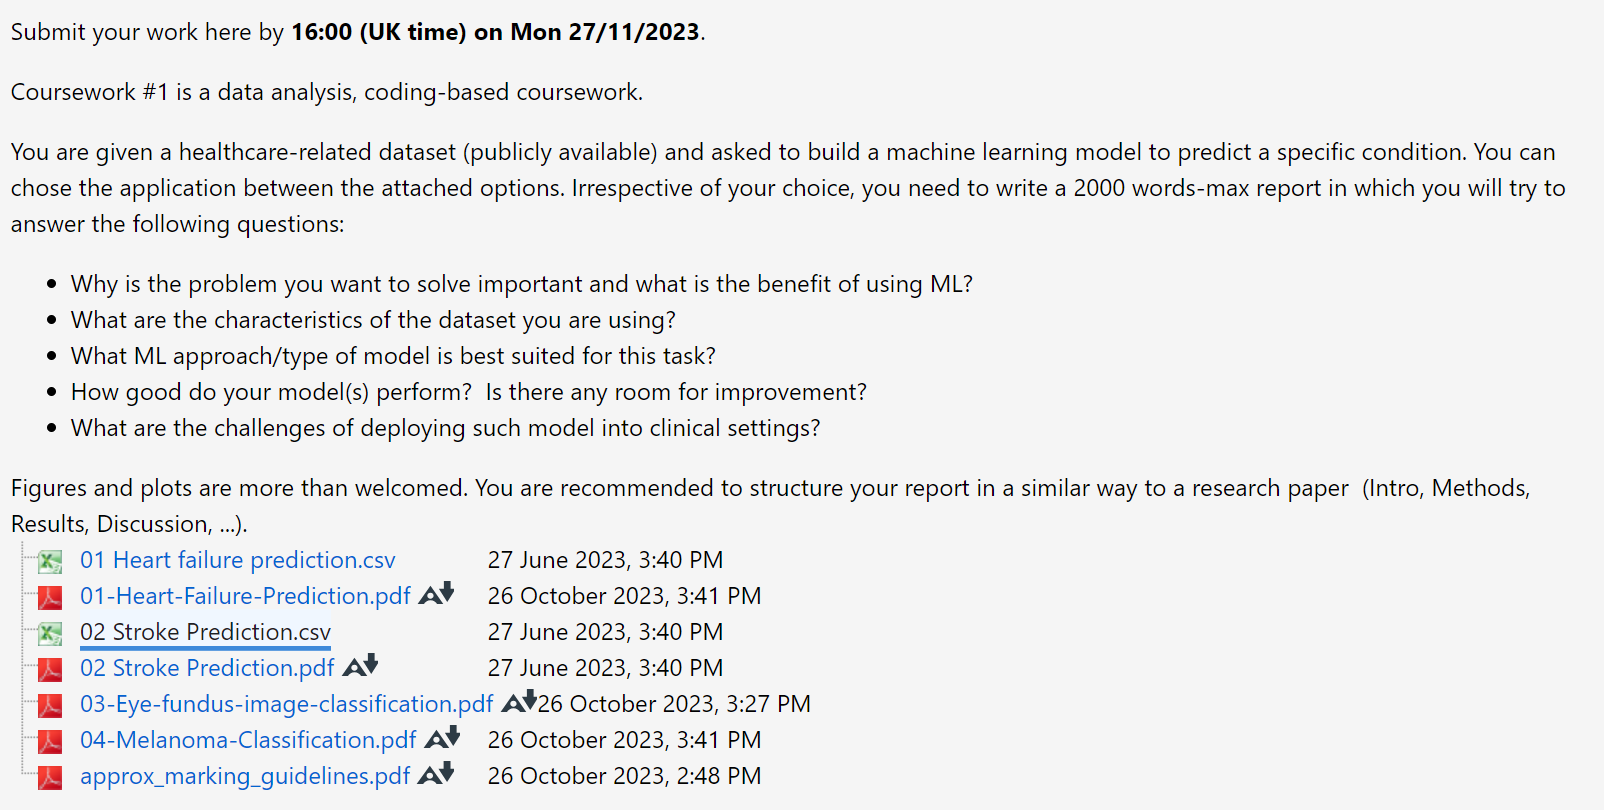 Submit your work here by 16:00 (UK time) on Mon 27/11/2023.
Coursework #1 is a data analysis, coding-based coursework.
You are given a healthcare-related dataset (publicly available) and asked to build a machine learning model to predict a specific condition. You can
chose the application between the attached options. Irrespective of your choice, you need to write a 2000 words-max report in which you will try to
answer the following questions:
Why is the problem you want to solve important and what is the benefit of using ML?
What are the characteristics of the dataset you are using?
What ML approach/type of model is best suited for this task?
How good do your model(s) perform?  Is there any room for improvement?
What are the challenges of deploying such model into clinical settings?
Figures and plots are more than welcomed. You are recommended to structure your report in a similar way to a research paper  (Intro, Methods,
Results, Discussion, ...).
01 Heart failure prediction.csv 27 June 2023, 3:40 PM
01-Heart-Failure-Prediction.pdf 26 October 2023, 3:41 PM
02 Stroke Prediction.csv 27 June 2023, 3:40 PM
02 Stroke Prediction.pdf 27 June 2023, 3:40 PM
03-Eye-fundus-image-classification.pdf 26 October 2023, 3:27 PM
04-Melanoma-Classification.pdf 26 October 2023, 3:41 PM
approx_marking_guidelines.pdf 26 October 2023, 2:48 PM